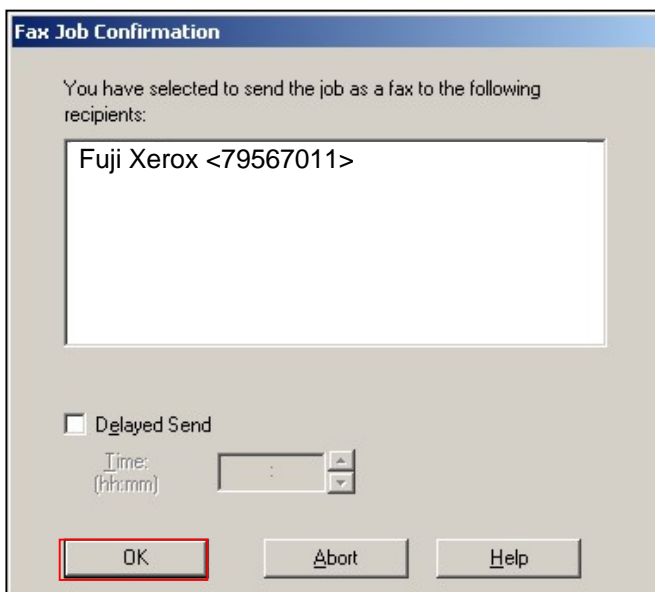 Fax Job Confirmation
You have selected to send the job as a fax to the following
recipients:
Fuji Xerox <79567011>
Delayed Send
Time:
(hh:mm)
:
OK Abort Help